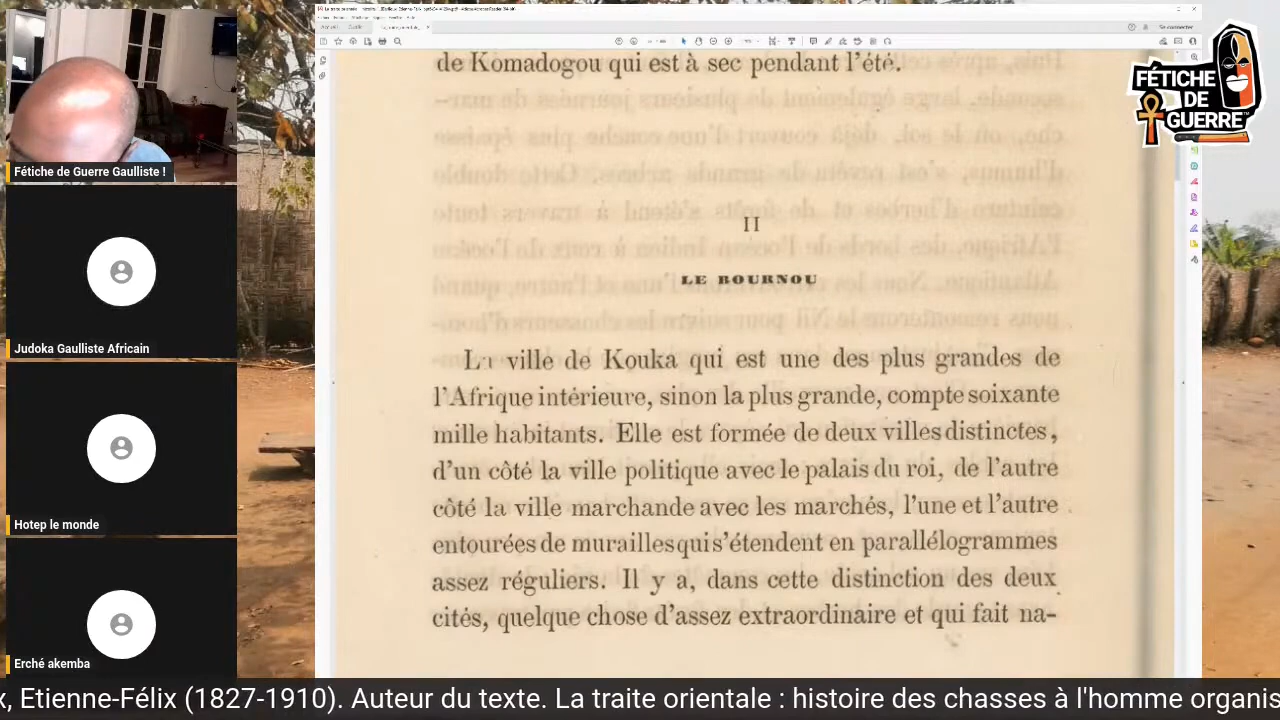 Fétiche de Guerre Gaulliste !
Judoka Gaulliste Africain
Hotep le monde
Erché akemba
de Komadogou qui est à sec pendant l'été.
II
LE BOURNOU
La ville de Kouka qui est une des plus grandes de
l'Afrique intérieure, sinon la plus grande, compte soixante
mille habitants. Elle est formée de deux villes distinctes,
d'un côté la ville politique avec le palais du roi, de l'autre
côté la ville marchande avec les marchés, l'une et l'autre
entourées de murailles qui s'étendent en parallélogrammes
assez réguliers. Il y a, dans cette distinction des deux
cités, quelque chose d'assez extraordinaire et qui fait na-
FÉTICHE
DE
GUERRE
x, Etienne-Félix (1827-1910). Auteur du texte. La traite orientale : histoire des chasses à l'homme organis